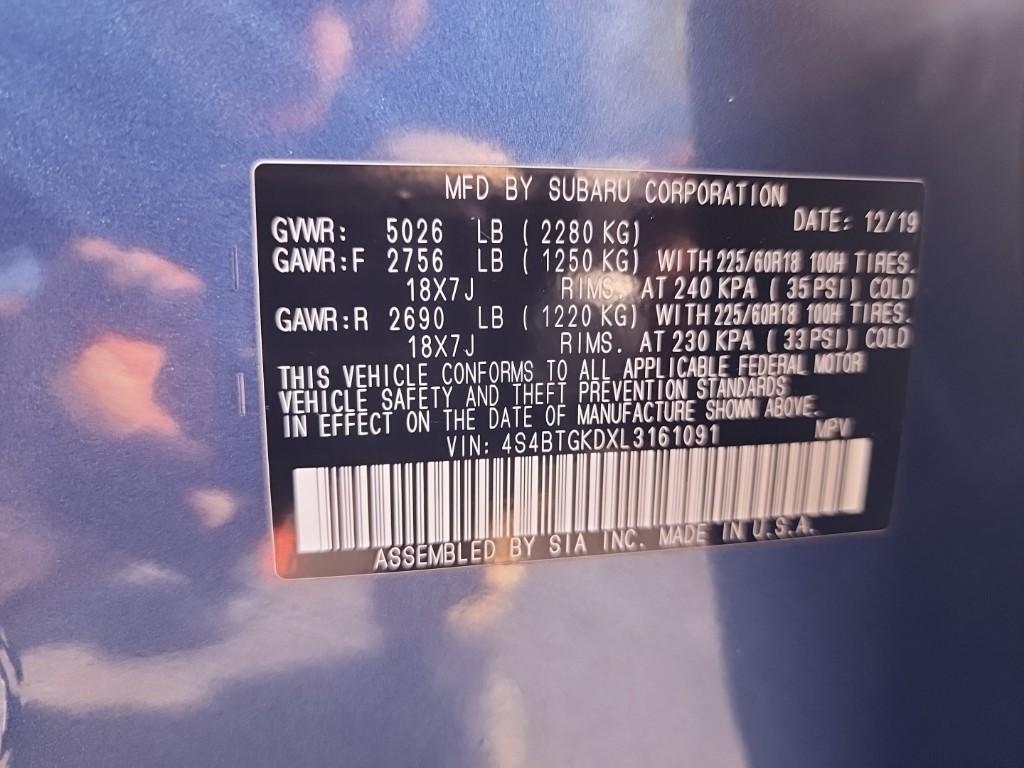 MFD BY SUBARU CORPORATION
DATE: 12/19
GVWR: 5026 LB ( 2280 KG)
GAWR:F 2756 LB ( 1250 KG) WITH 225/60R18 100H TIRES.
18X7J RIMS. AT 240 KPA ( 35 PSI) COLD
GAWR:R 2690 LB ( 1220 KG) WITH 225/60R18 100H TIRES.
18X7J RIMS. AT 230 KPA ( 33 PSI) COLD
THIS VEHICLE CONFORMS TO ALL APPLICABLE FEDERAL MOTOR
VEHICLE SAFETY AND THEFT PREVENTION STANDARDS
IN EFFECT ON THE DATE OF MANUFACTURE SHOWN ABOVE.
VIN: 4S4BTGKDXL3161091 MPV
ASSEMBLED BY SIA INC. MADE IN U.S.A.